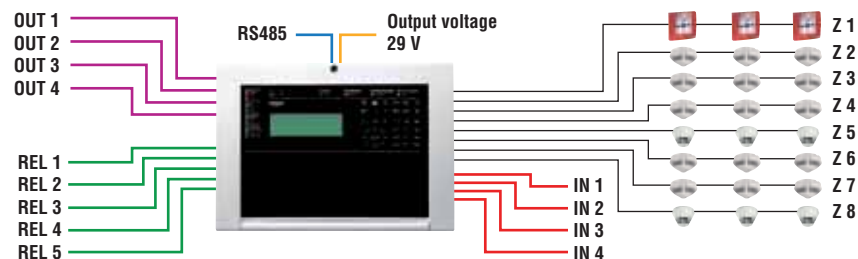 OUT 1
OUT 2
OUT 3
OUT 4
RS485
Output voltage
29 V
REL 1
REL 2
REL 3
REL 4
REL 5
IN 1
IN 2
IN 3
IN 4
Z 1
Z 2
Z 3
Z 4
Z 5
Z 6
Z 7
Z 8